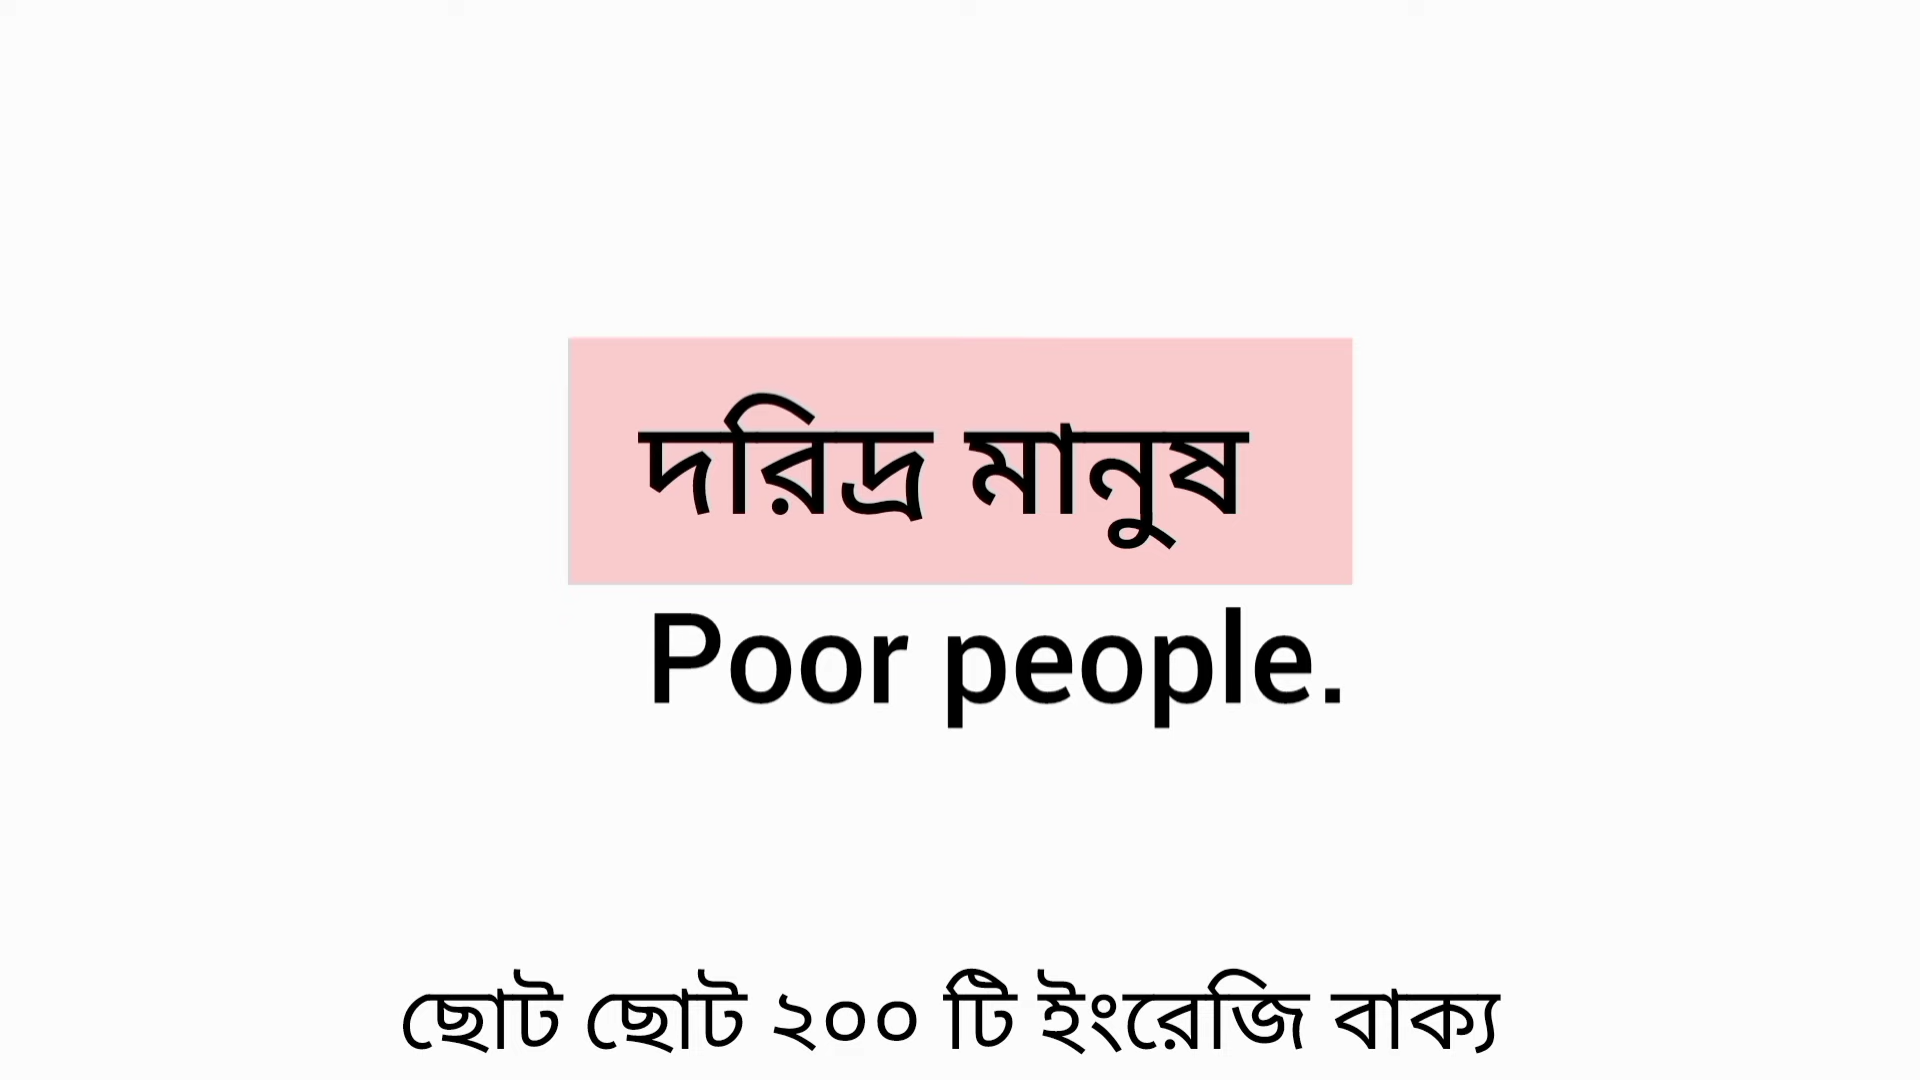 দরিদ্র মানুষ
Poor people.
ছোট ছোট ২০০ টি ইংরেজি বাক্য